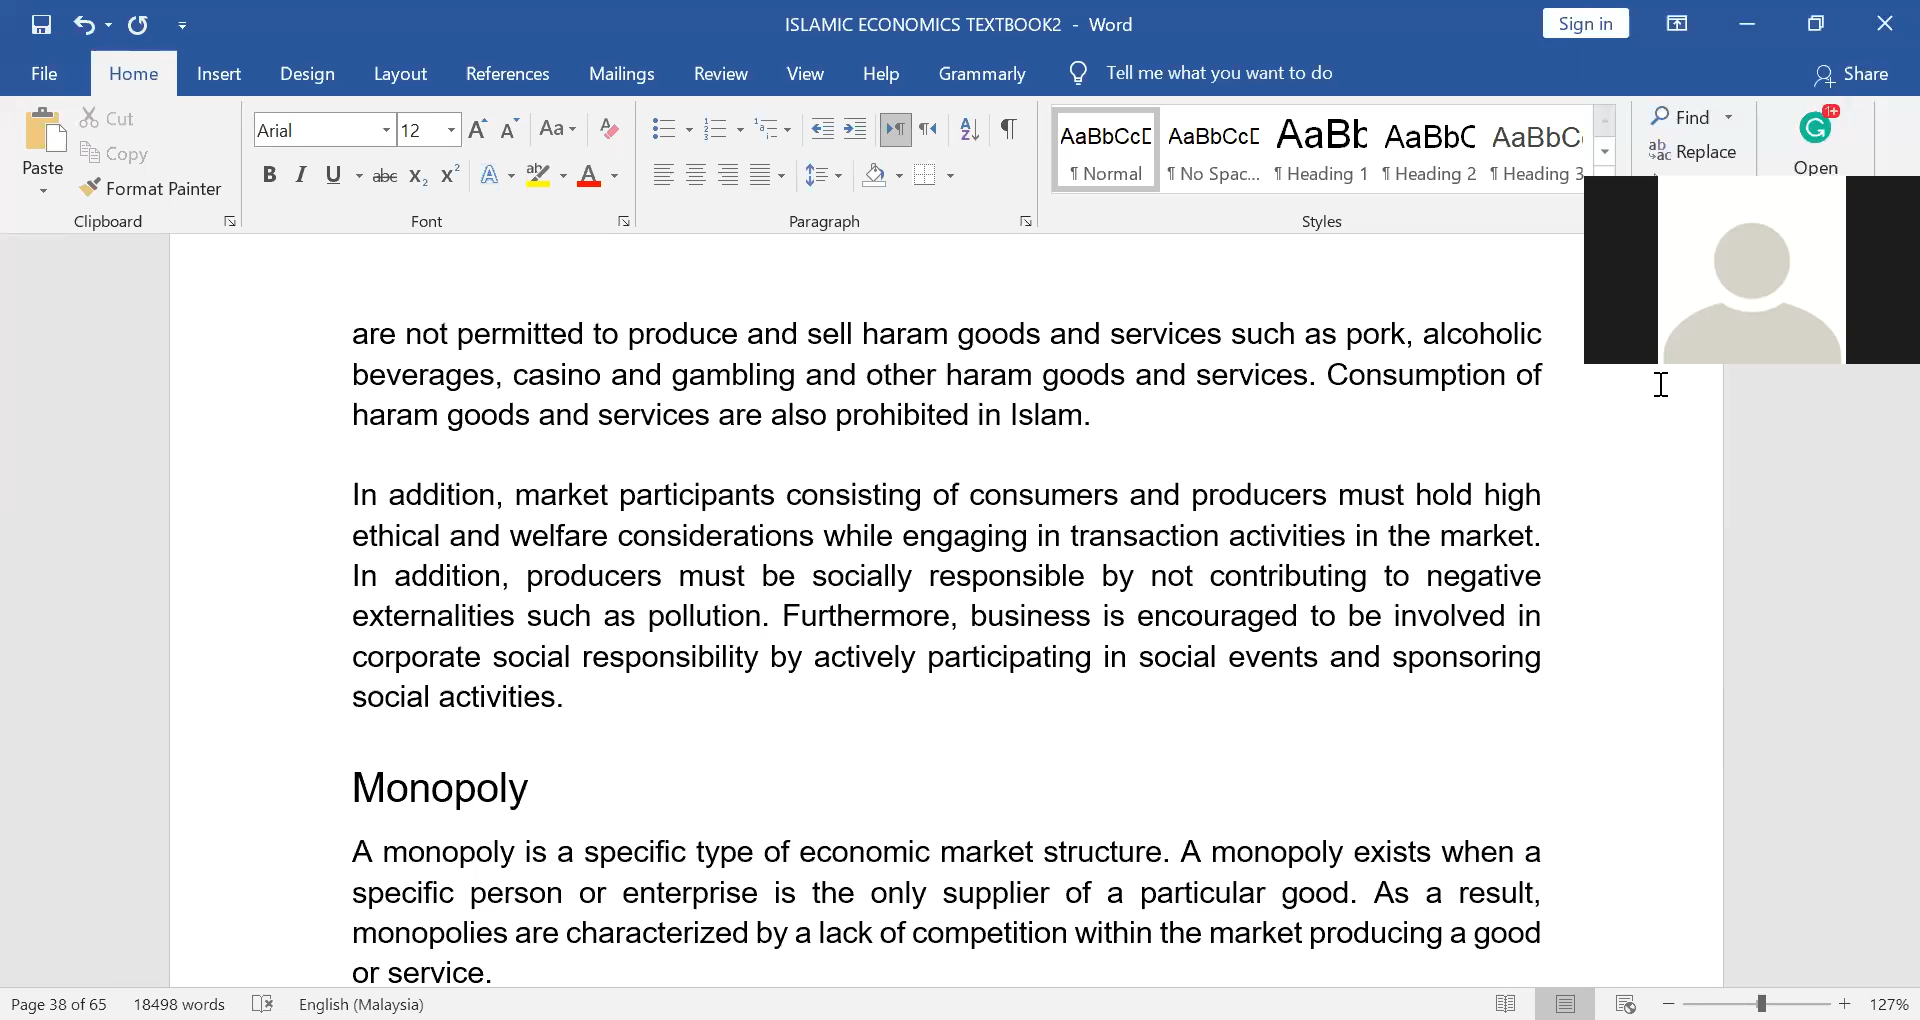 ISLAMIC ECONOMICS TEXTBOOK2 - Word
Sign in
File Home Insert Design Layout References Mailings Review View Help Grammarly Tell me what you want to do Share
Paste
Cut
Copy
Format Painter
Clipboard
Arial 12
Font
Paragraph
AaBbCcD AaBbCcD AaBb AaBbC AaBbC
¶ Normal ¶ No Spac... ¶ Heading 1 ¶ Heading 2 ¶ Heading 3
Styles
Find
Replace
1+
Open
are not permitted to produce and sell haram goods and services such as pork, alcoholic
beverages, casino and gambling and other haram goods and services. Consumption of
haram goods and services are also prohibited in Islam.
In addition, market participants consisting of consumers and producers must hold high
ethical and welfare considerations while engaging in transaction activities in the market.
In addition, producers must be socially responsible by not contributing to negative
externalities such as pollution. Furthermore, business is encouraged to be involved in
corporate social responsibility by actively participating in social events and sponsoring
social activities.
Monopoly
A monopoly is a specific type of economic market structure. A monopoly exists when a
specific person or enterprise is the only supplier of a particular good. As a result,
monopolies are characterized by a lack of competition within the market producing a good
or service.
Page 38 of 65 18498 words English (Malaysia) 127%